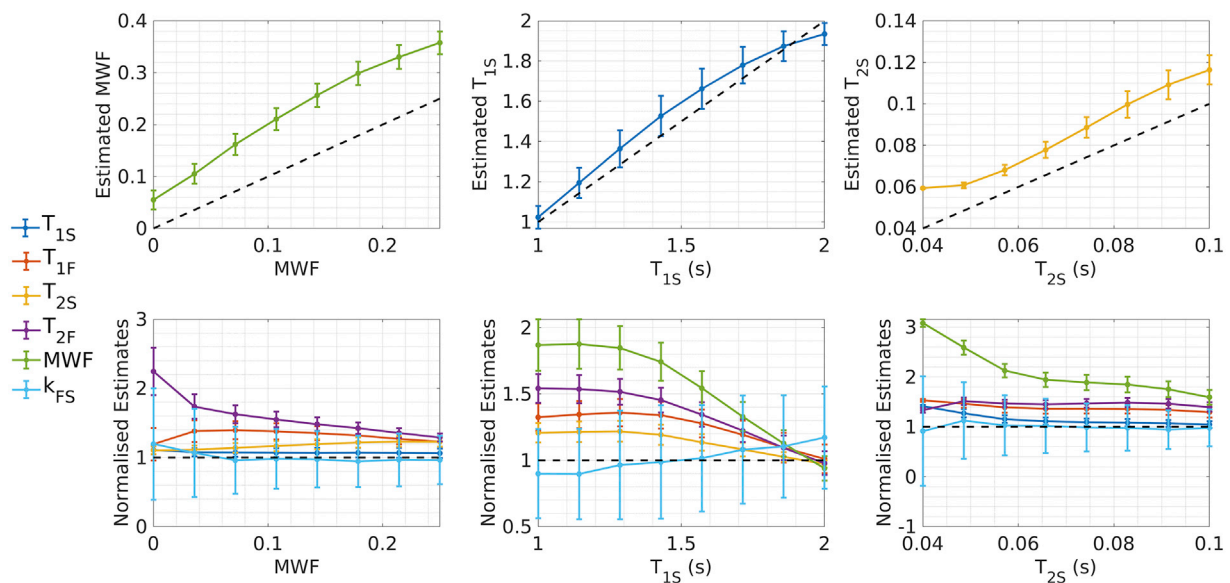 Estimated MWF
0.4
0.3
0.2
0.1
0
0
0.1
0.2
MWF
Estimated T1S
2
1.8
1.6
1.4
1.2
1
1
1.5
2
T1S (s)
Estimated T2S
0.14
0.12
0.1
0.08
0.06
0.04
0.04
0.06
0.08
0.1
T2S (s)
T1S
T1F
T2S
T2F
MWF
kFS
Normalised Estimates
3
2
1
0
0
0.1
0.2
MWF
Normalised Estimates
2
1.5
1
0.5
1
1.5
2
T1S (s)
Normalised Estimates
3
2
1
0
-1
0.04
0.06
0.08
0.1
T2S (s)